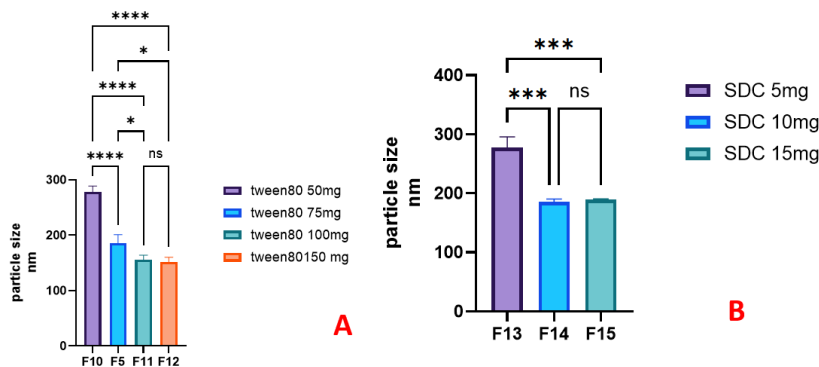 ****
*
****
*
****
ns
particle size
nm
300
200
100
0
F10 F5 F11 F12
tween80 50mg
tween80 75mg
tween80 100mg
tween80150 mg
A
***
***
ns
particle size
nm
400
300
200
100
0
F13 F14 F15
SDC 5mg
SDC 10mg
SDC 15mg
B